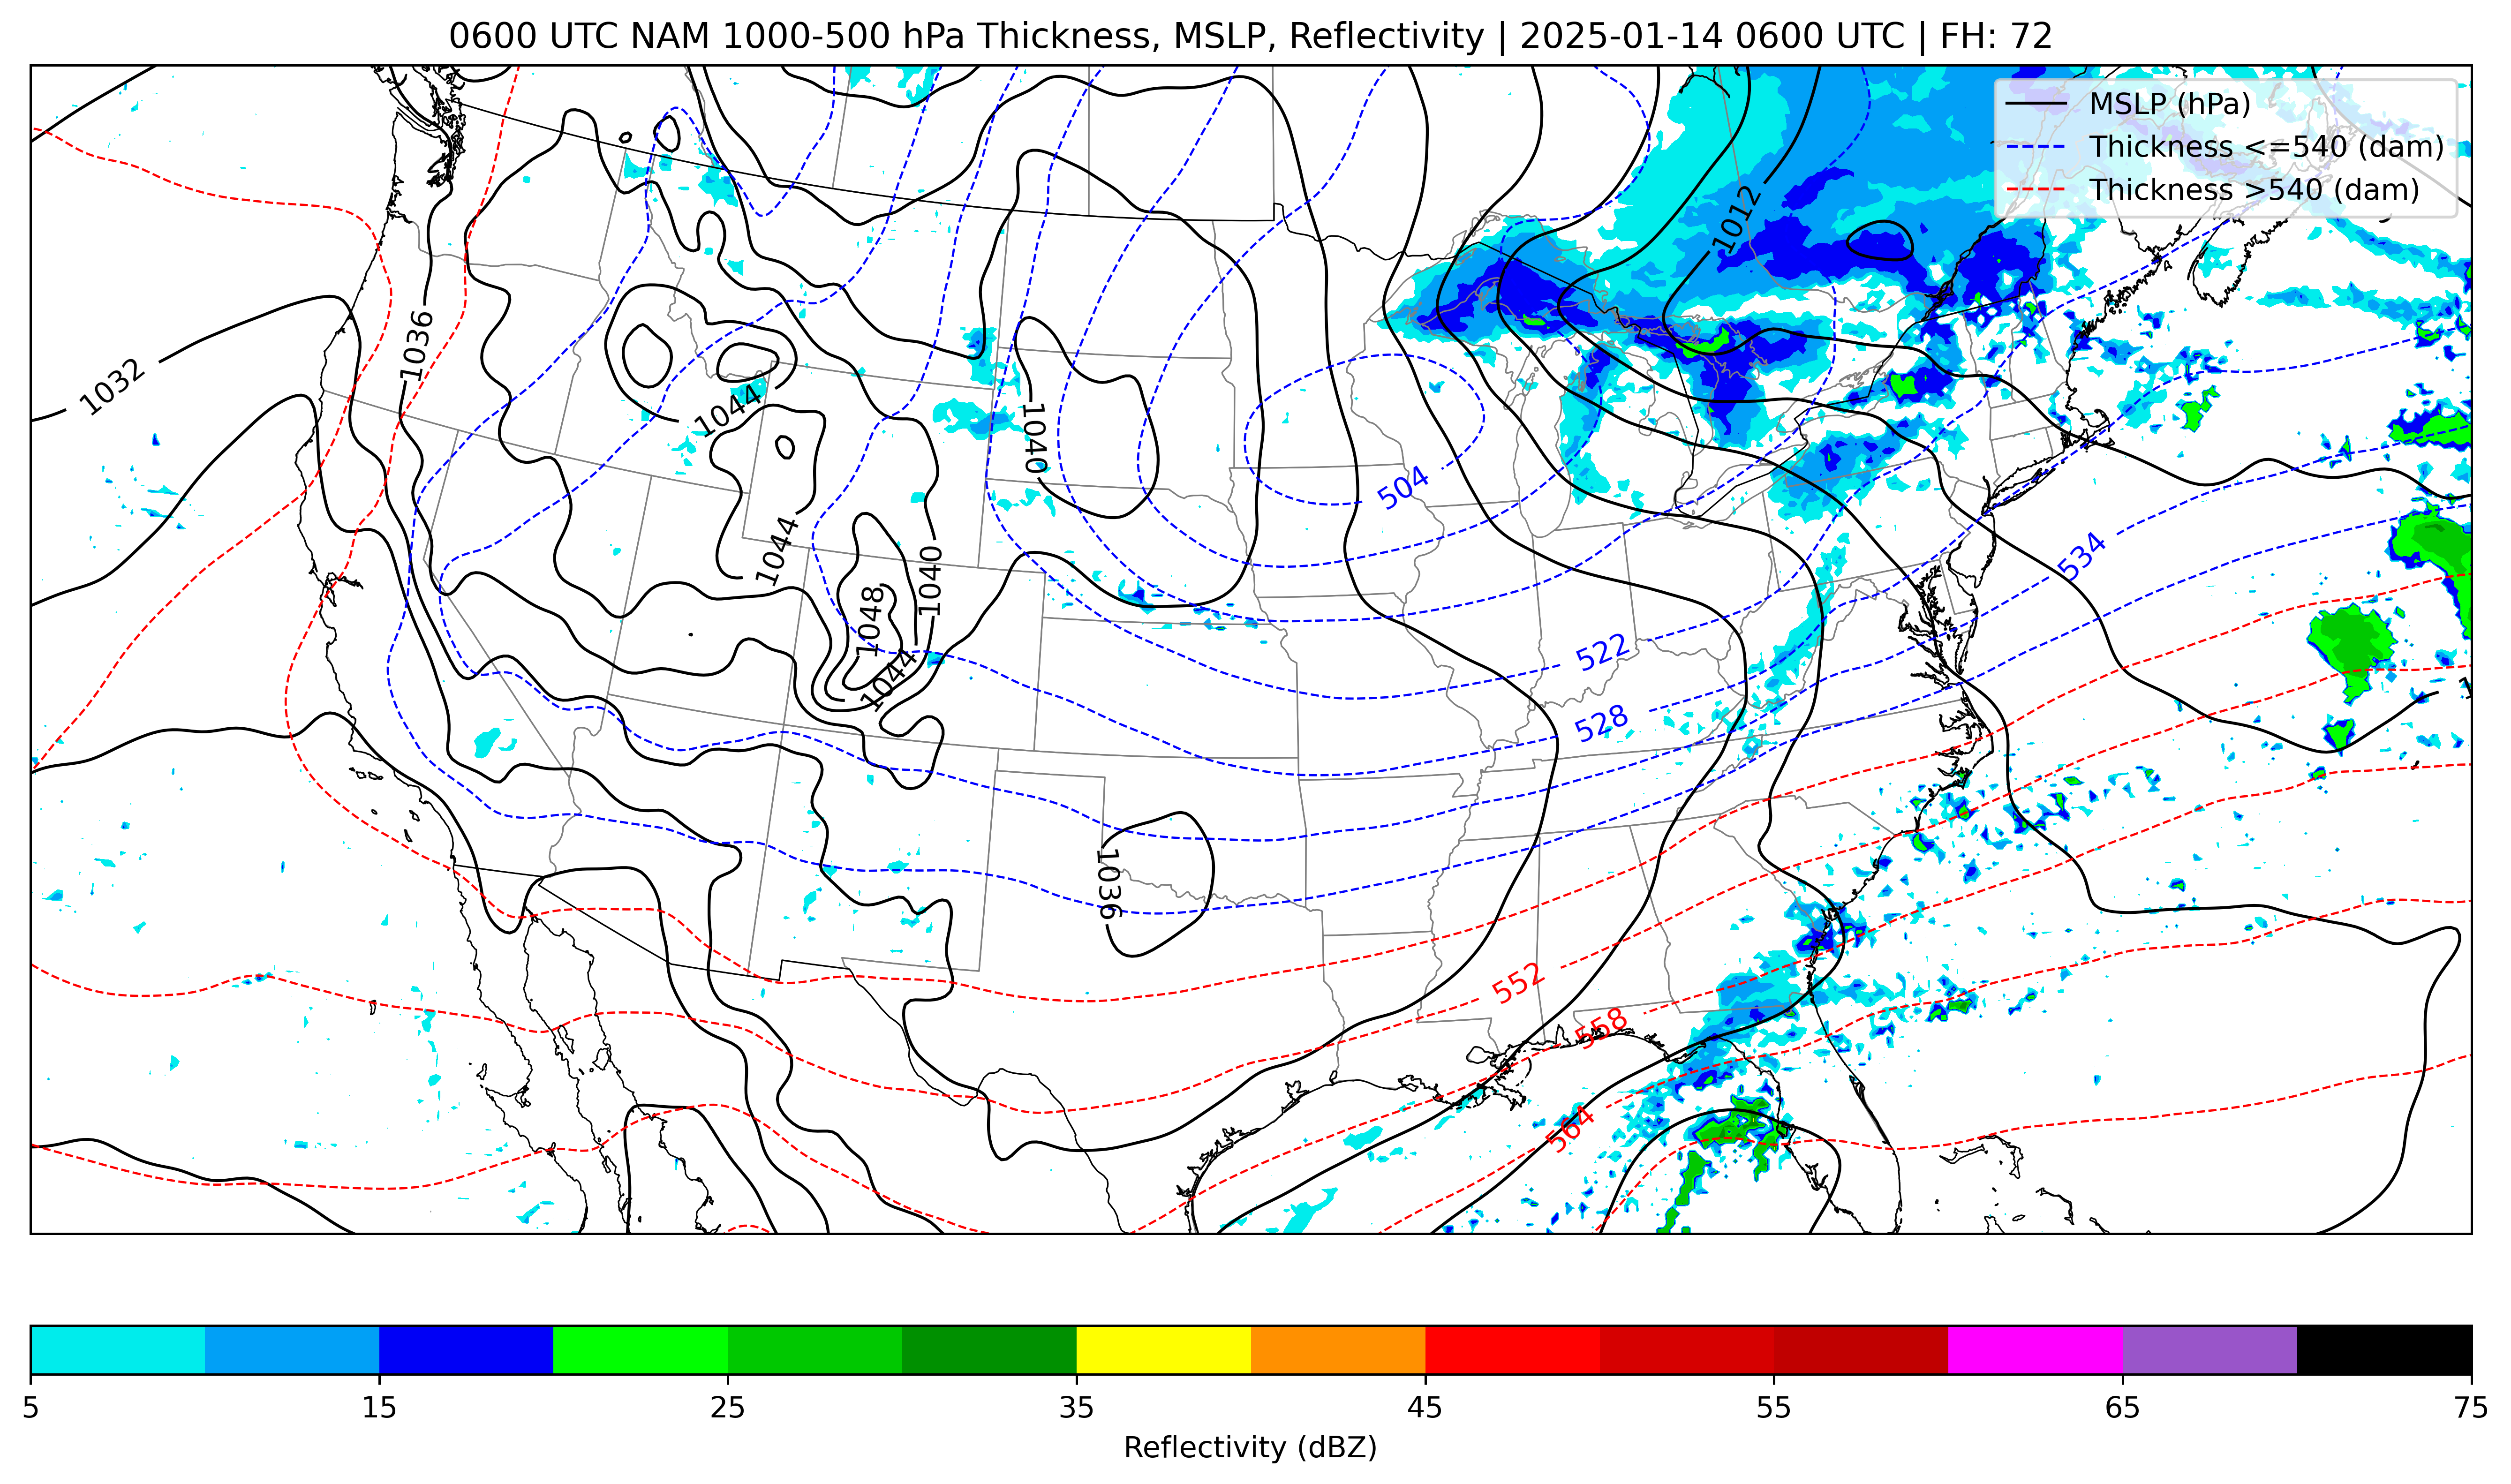 0600 UTC NAM 1000-500 hPa Thickness, MSLP, Reflectivity | 2025-01-14 0600 UTC | FH: 72
MSLP (hPa)
Thickness <=540 (dam)
Thickness >540 (dam)
1012
1036
1032
1044
1040
504
1044
1040
534
1048
522
1044
528
1036
552
558
564
5 15 25 35 45 55 65 75
Reflectivity (dBZ)